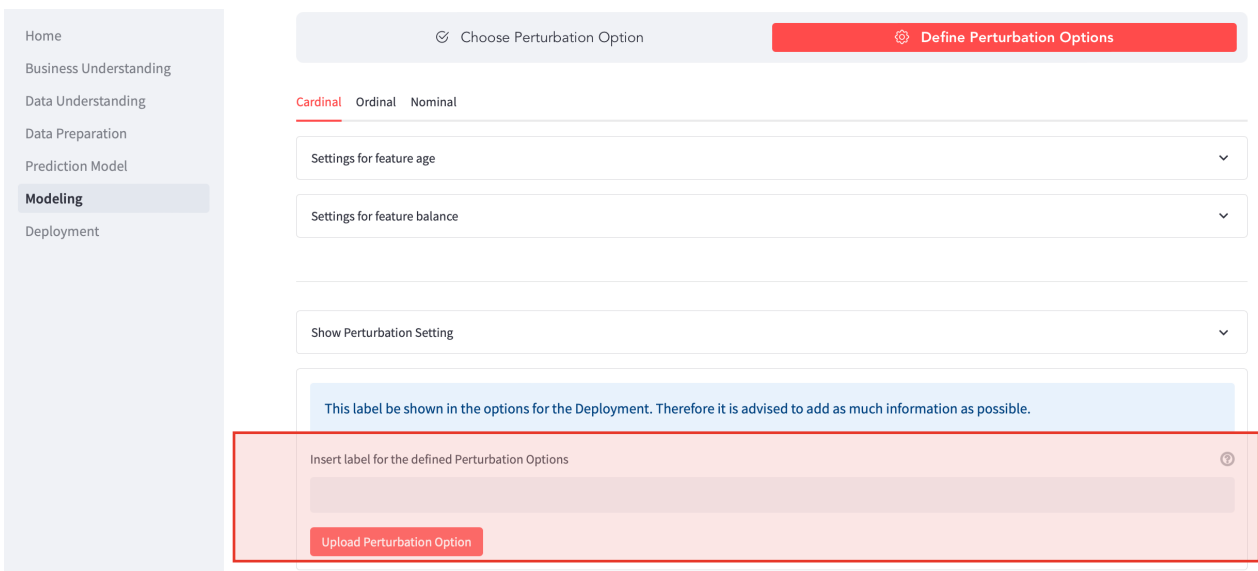 Home
Business Understanding
Data Understanding
Data Preparation
Prediction Model
Modeling
Deployment
Choose Perturbation Option
Define Perturbation Options
Cardinal Ordinal Nominal
Settings for feature age
Settings for feature balance
Show Perturbation Setting
This label be shown in the options for the Deployment. Therefore it is advised to add as much information as possible.
Insert label for the defined Perturbation Options
Upload Perturbation Option